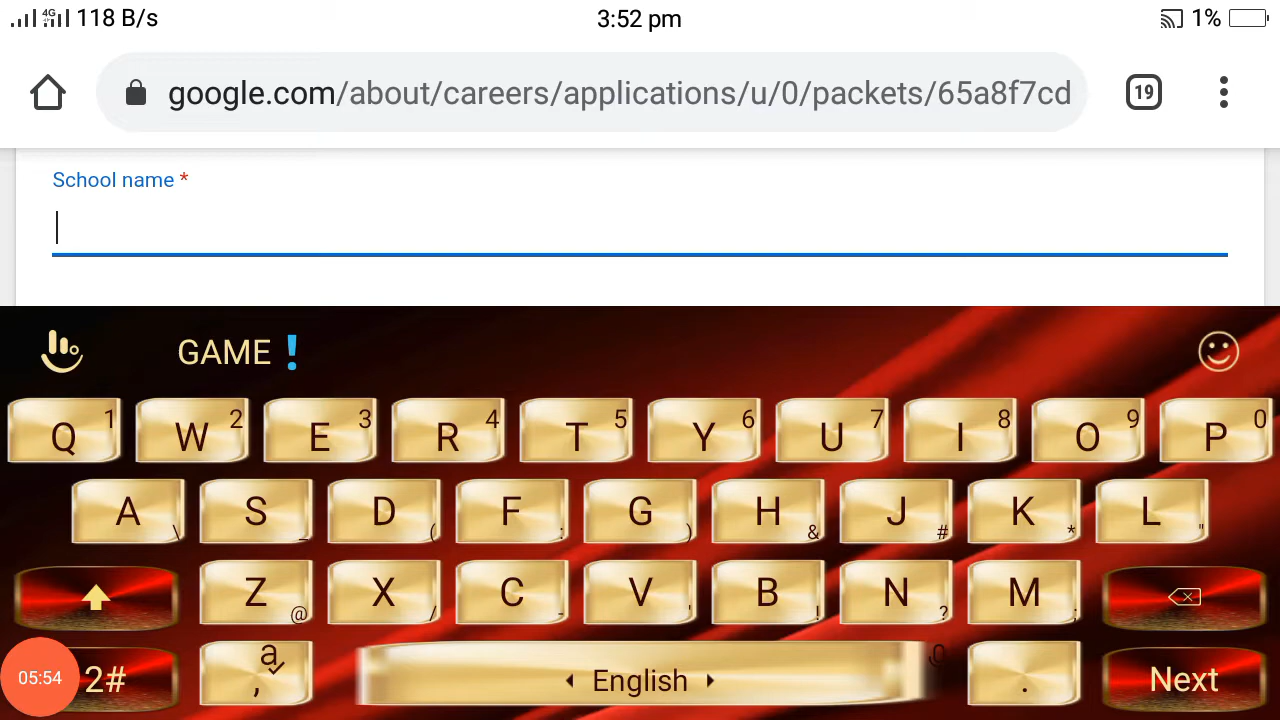 4G 118 B/s 3:52 pm 1%
google.com/about/careers/applications/u/0/packets/65a8f7cd 19
School name *
GAME❗
Q 1 W 2 E 3 R 4 T 5 Y 6 U 7 I 8 O 9 P 0
A \ S _ D ( F : G ) H & J # K * L "
Z @ X / C - V ' B ! N ? M ;
05:54 2# , a English . Next